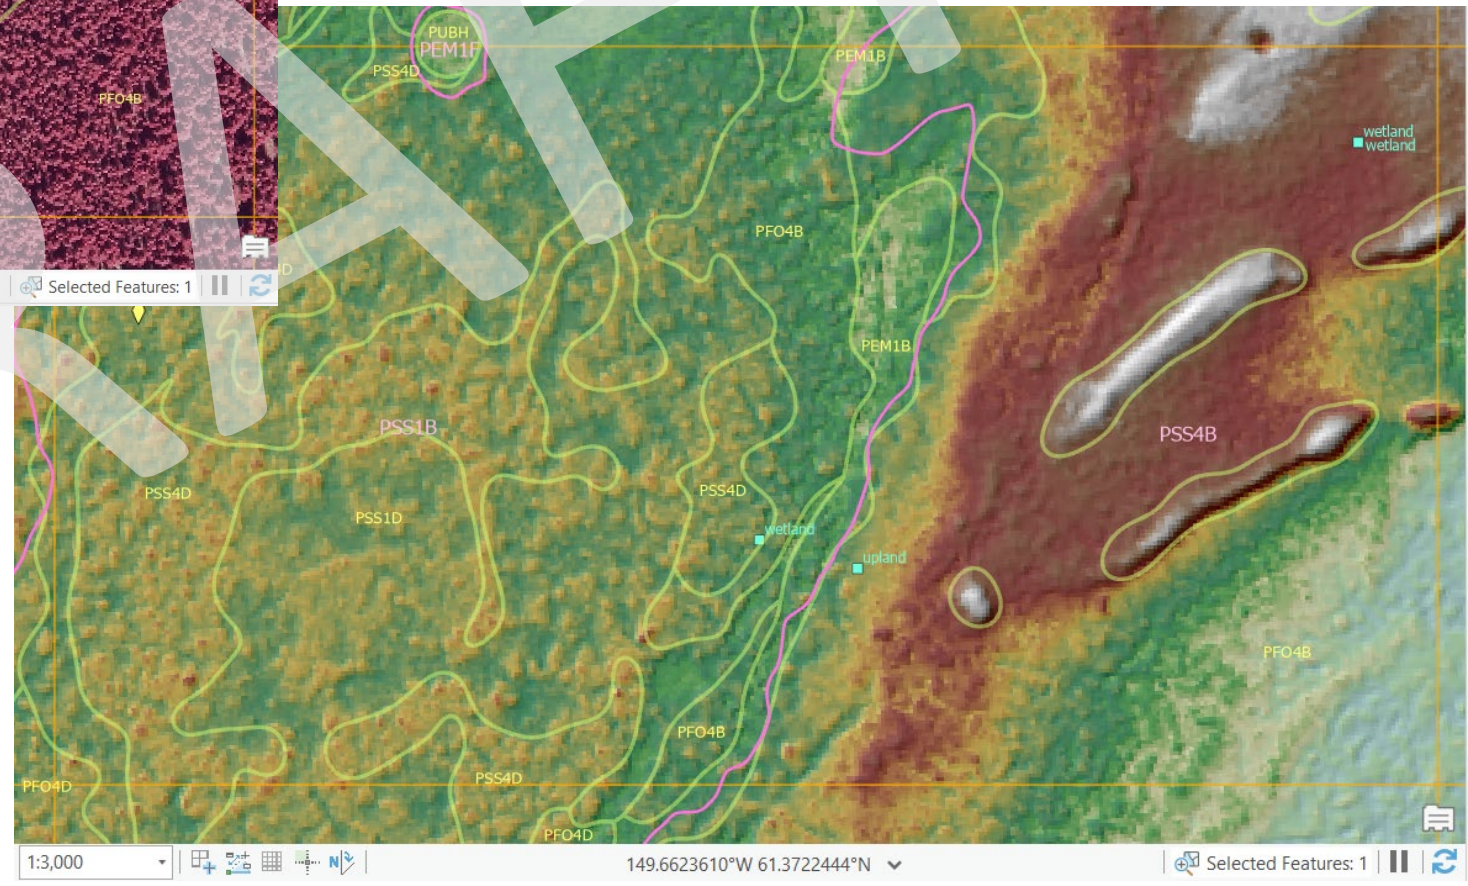 PUBH
PEM1F
PSS4D
PEM1B
PFO4B
wetland
wetland
PFO4B
Selected Features: 1
PEM1B
PSS1B
PSS4B
PSS4D
PSS4D
PSS1D
wetland
upland
PFO4B
PFO4B
PSS4D
PFO4D
PFO4D
1:3,000
149.6623610°W 61.3722444°N
Selected Features: 1